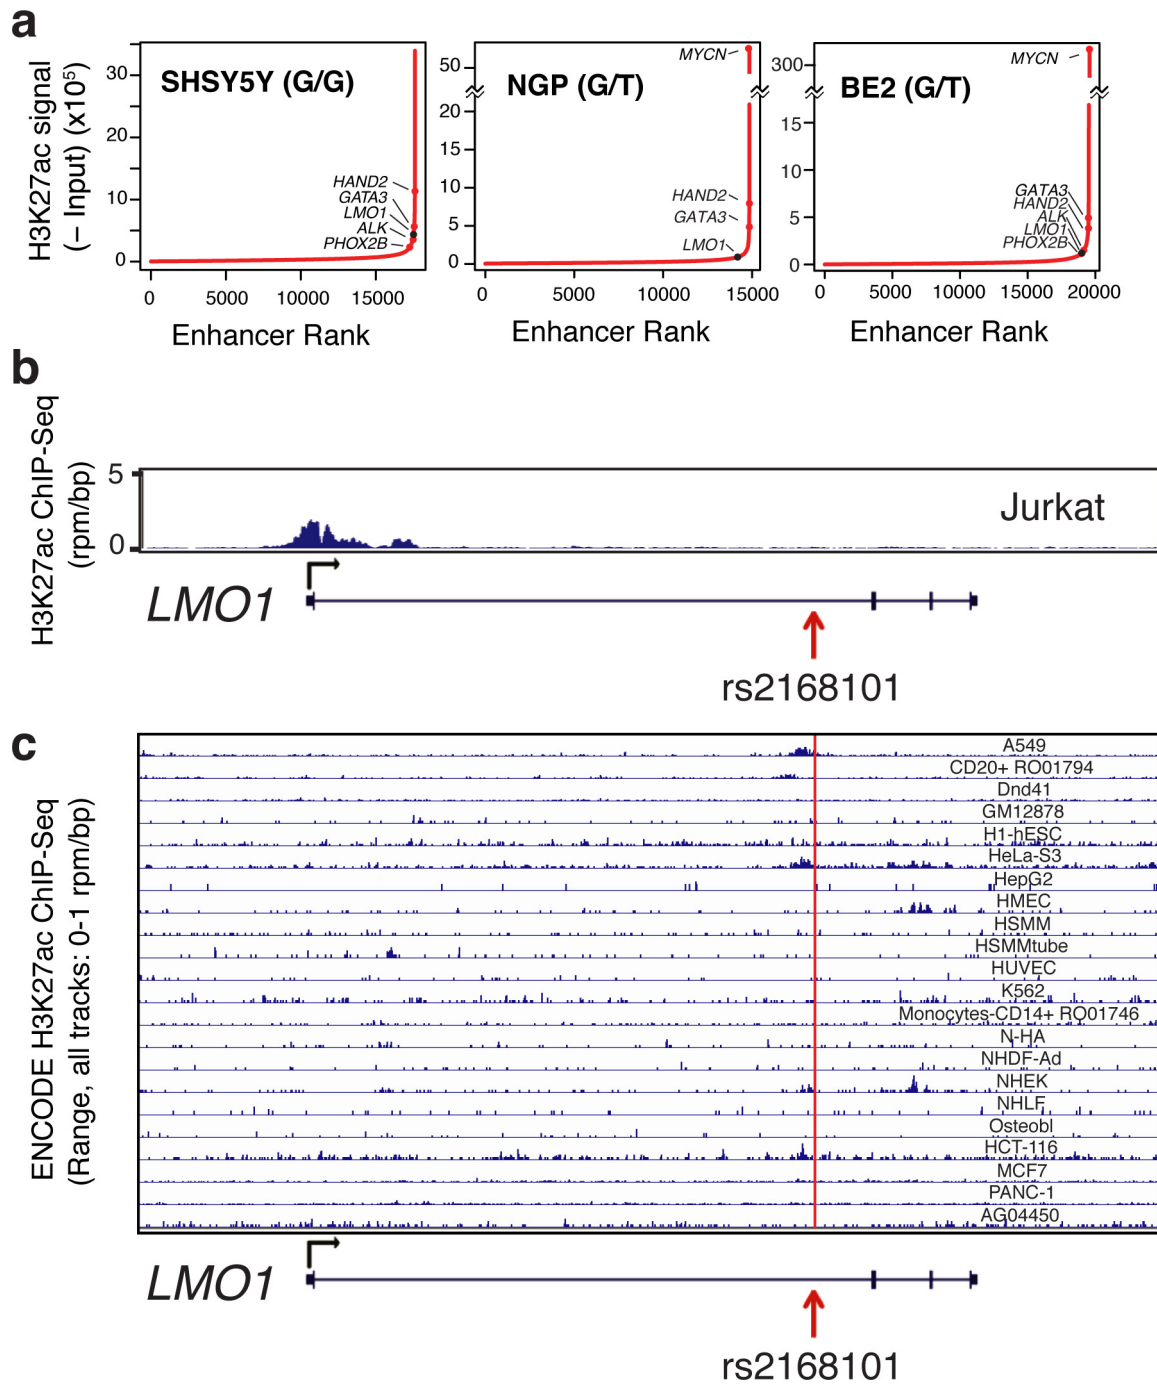 a
H3K27ac signal
(– Input) (x10⁵)
30
20
10
0
SHSY5Y (G/G)
HAND2
GATA3
LMO1
ALK
PHOX2B
0 5000 10000 15000
Enhancer Rank
50
20
15
10
5
0
NGP (G/T)
MYCN
HAND2
GATA3
LMO1
0 5000 10000 15000
Enhancer Rank
300
15
10
5
0
BE2 (G/T)
MYCN
GATA3
HAND2
ALK
LMO1
PHOX2B
0 5000 10000 15000 20000
Enhancer Rank
b
H3K27ac ChIP-Seq
(rpm/bp)
5
0
Jurkat
LMO1
rs2168101
c
ENCODE H3K27ac ChIP-Seq
(Range, all tracks: 0-1 rpm/bp)
A549
CD20+ RO01794
Dnd41
GM12878
H1-hESC
HeLa-S3
HepG2
HMEC
HSMM
HSMMtube
HUVEC
K562
Monocytes-CD14+ RO01746
N-HA
NHDF-Ad
NHEK
NHLF
Osteobl
HCT-116
MCF7
PANC-1
AG04450
LMO1
rs2168101